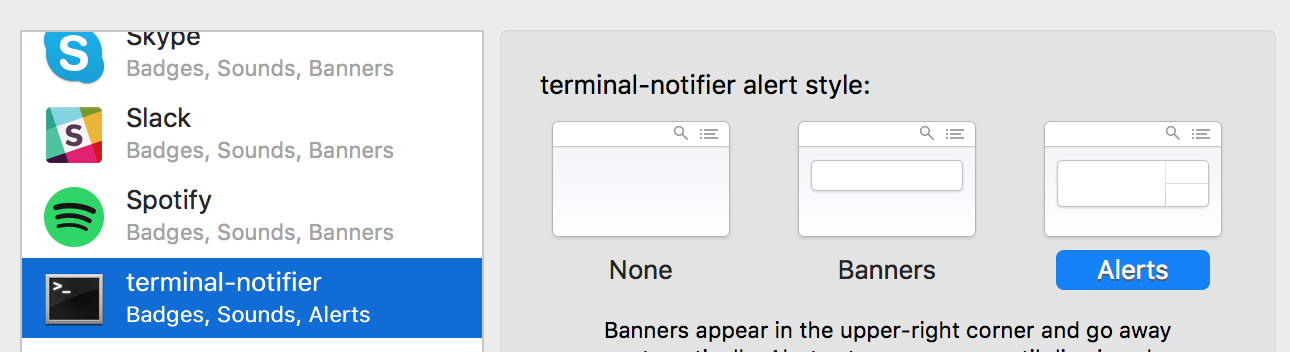 Skype
Badges, Sounds, Banners
Slack
Badges, Sounds, Banners
Spotify
Badges, Sounds, Banners
terminal-notifier
Badges, Sounds, Alerts
terminal-notifier alert style:
None
Banners
Alerts
Banners appear in the upper-right corner and go away